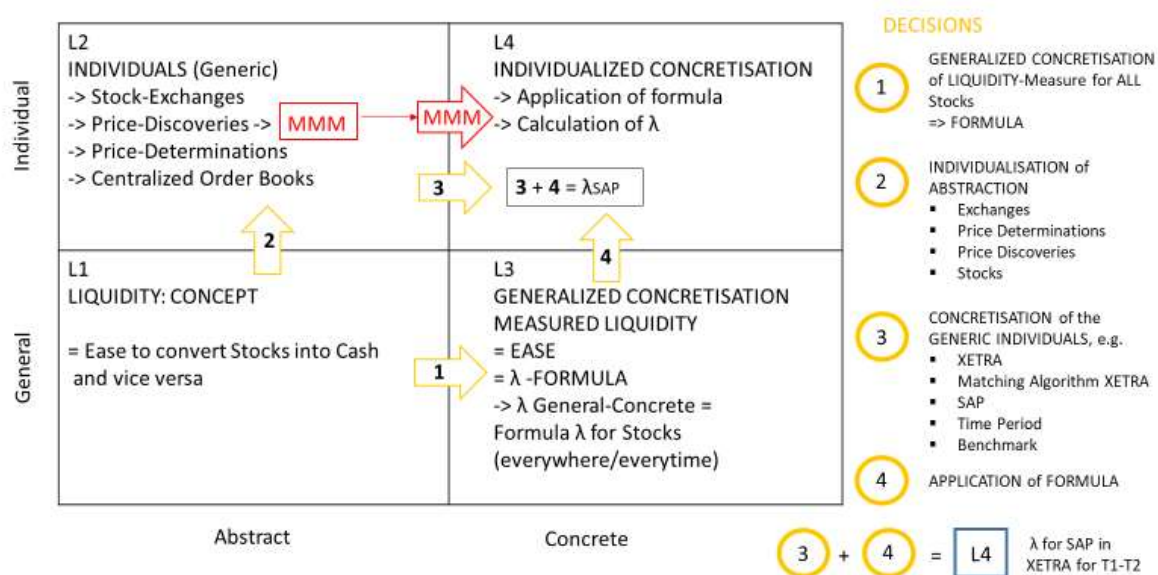 L2
INDIVIDUALS (Generic)
-> Stock-Exchanges
-> Price-Discoveries -> MMM
-> Price-Determinations
-> Centralized Order Books
MMM
L4
INDIVIDUALIZED CONCRETISATION
-> Application of formula
-> Calculation of λ
3
3 + 4 = λSAP
2
4
L1
LIQUIDITY: CONCEPT
= Ease to convert Stocks into Cash
and vice versa
1
L3
GENERALIZED CONCRETISATION
MEASURED LIQUIDITY
= EASE
= λ -FORMULA
-> λ General-Concrete =
Formula λ for Stocks
(everywhere/everytime)
Individual
General
Abstract
Concrete
DECISIONS
1
GENERALIZED CONCRETISATION
of LIQUIDITY-Measure for ALL
Stocks
=> FORMULA
2
INDIVIDUALISATION of
ABSTRACTION
▪ Exchanges
▪ Price Determinations
▪ Price Discoveries
▪ Stocks
3
CONCRETISATION of the
GENERIC INDIVIDUALS, e.g.
▪ XETRA
▪ Matching Algorithm XETRA
▪ SAP
▪ Time Period
▪ Benchmark
4
APPLICATION of FORMULA
3 + 4 = L4
λ for SAP in
XETRA for T1-T2